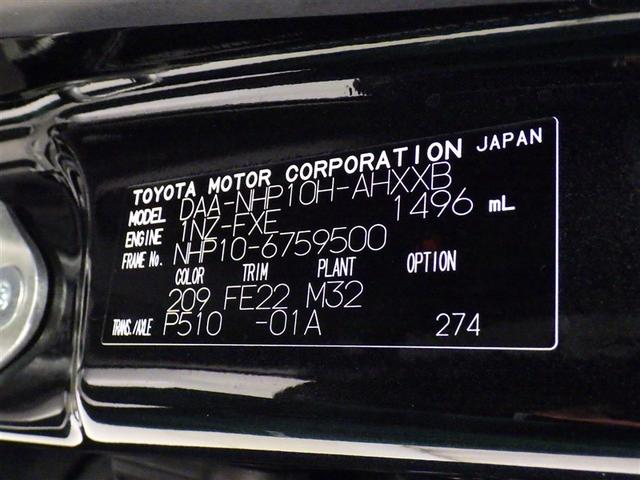 TOYOTA MOTOR CORPORATION JAPAN
MODEL DAA-NHP10H-AHXXB
ENGINE 1NZ-FXE 1496 mL
FRAME No. NHP10-6759500
COLOR TRIM PLANT OPTION
209 FE22 M32
TRANS./AXLE P510 -01A 274